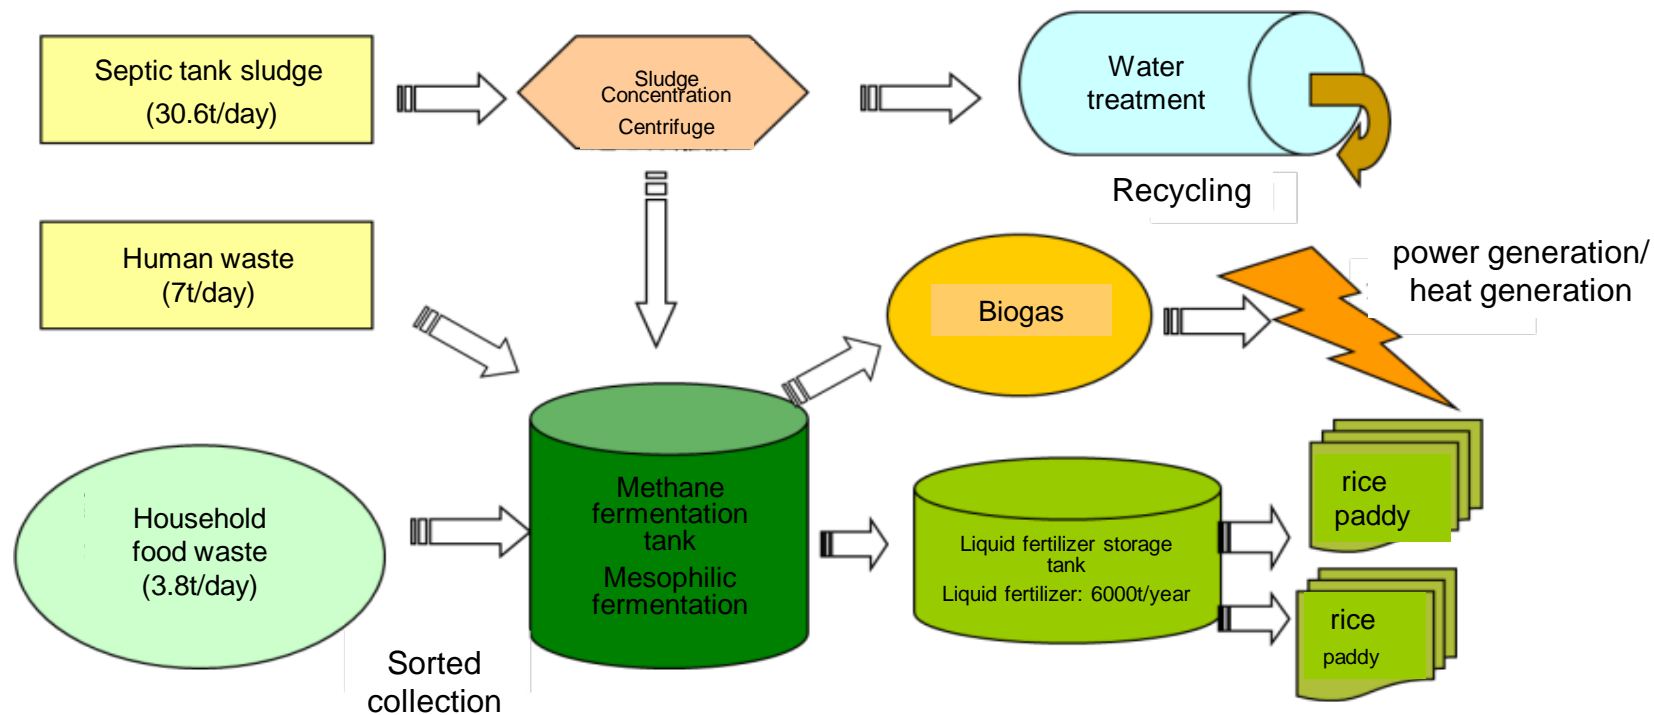 Septic tank sludge
(30.6t/day)
Sludge
Concentration
Centrifuge
Water
treatment
Recycling
Human waste
(7t/day)
Biogas
power generation/
heat generation
Household
food waste
(3.8t/day)
Sorted
collection
Methane
fermentation
tank
Mesophilic
fermentation
Liquid fertilizer storage
tank
Liquid fertilizer: 6000t/year
rice
paddy
rice
paddy